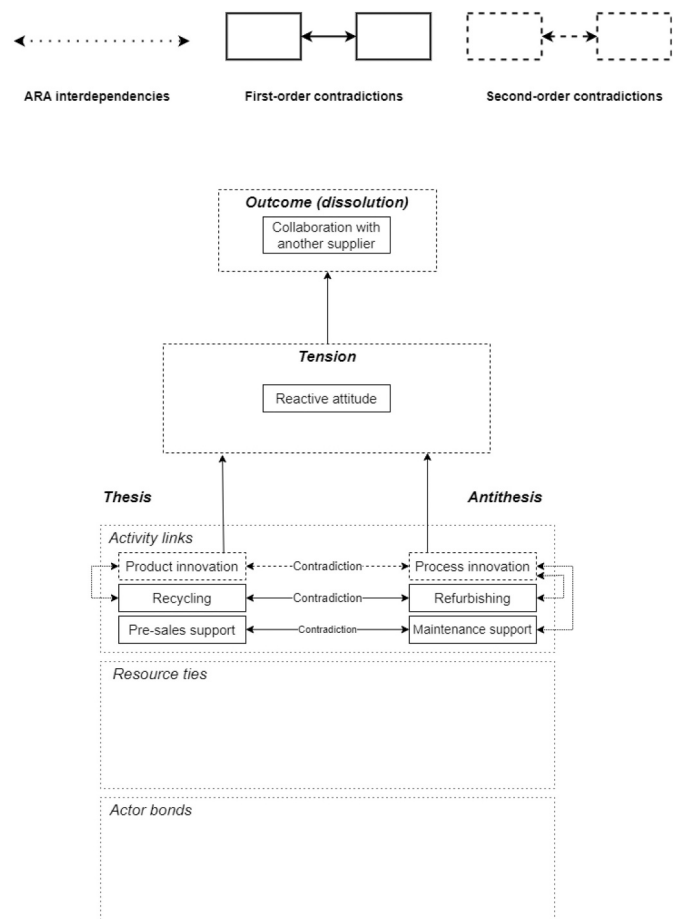 ARA interdependencies
First-order contradictions
Second-order contradictions
Outcome (dissolution)
Collaboration with
another supplier
Tension
Reactive attitude
Thesis
Antithesis
Activity links
Product innovation
Contradiction
Process innovation
Recycling
Contradiction
Refurbishing
Pre-sales support
Contradiction
Maintenance support
Resource ties
Actor bonds